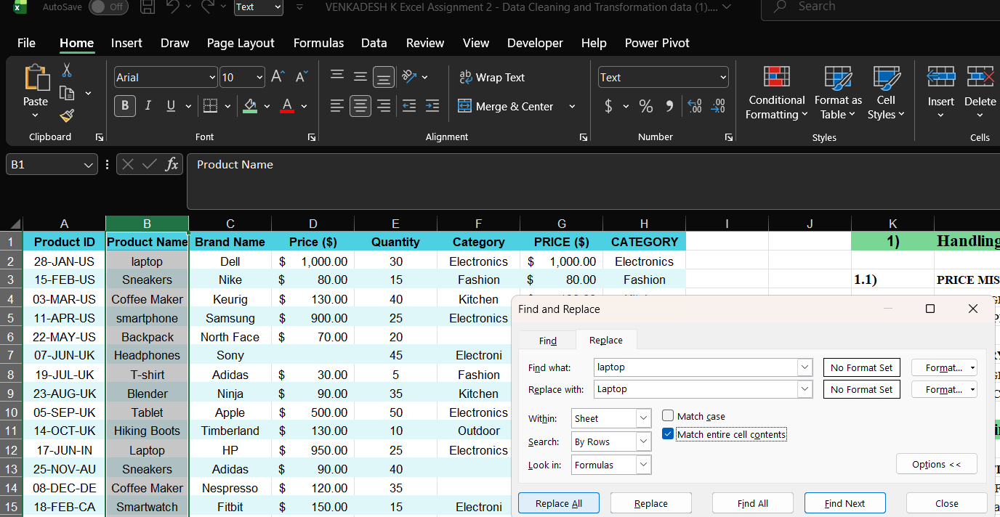 AutoSave Off Text VENKADESH K Excel Assignment 2 - Data Cleaning and Transformation data (1).... Search
File Home Insert Draw Page Layout Formulas Data Review View Developer Help Power Pivot
Paste Arial 10 Wrap Text Text Conditional Formatting Format as Table Cell Styles Insert Delete
B I U A Merge & Center $ %
Clipboard Font Alignment Number Styles Cells
B1 fx Product Name
A B C D E F G H I J K
1 Product ID Product Name Brand Name Price ($) Quantity Category PRICE ($) CATEGORY 1) Handling
2 28-JAN-US laptop Dell $ 1,000.00 30 Electronics $ 1,000.00 Electronics
3 15-FEB-US Sneakers Nike $ 80.00 15 Fashion $ 80.00 Fashion 1.1) PRICE MIS
4 03-MAR-US Coffee Maker Keurig $ 130.00 40 Kitchen
5 11-APR-US smartphone Samsung $ 900.00 25 Electronics
6 22-MAY-US Backpack North Face $ 70.00 20
7 07-JUN-UK Headphones Sony 45 Electroni
8 19-JUL-UK T-shirt Adidas $ 30.00 5 Fashion
9 23-AUG-UK Blender Ninja $ 90.00 35 Kitchen
10 05-SEP-UK Tablet Apple $ 500.00 50 Electronics
11 14-OCT-UK Hiking Boots Timberland $ 130.00 10 Outdoor
12 17-JUN-IN Laptop HP $ 950.00 25 Electronics
13 25-NOV-AU Sneakers Adidas $ 90.00 40
14 08-DEC-DE Coffee Maker Nespresso $ 120.00 35
15 18-FEB-CA Smartwatch Fitbit $ 150.00 15 Electroni
Find and Replace
Find Replace
Find what: laptop No Format Set Format...
Replace with: Laptop No Format Set Format...
Within: Sheet Match case
Match entire cell contents
Search: By Rows
Look in: Formulas Options <<
Replace All Replace Find All Find Next Close